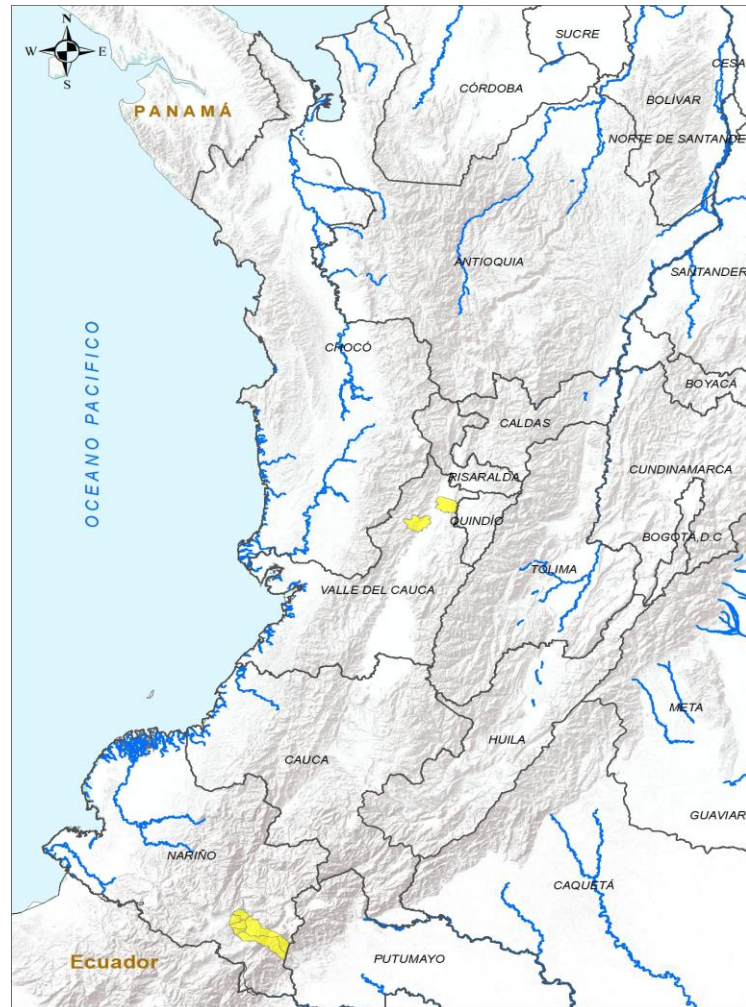 N
W E
S
PANAMÁ
SUCRE
CÓRDOBA
CESA
BOLÍVAR
NORTE DE SANTANDE
ANTIOQUIA
SANTANDER
OCEANO PACIFICO
CHOCÓ
BOYACÁ
CALDAS
CUNDINAMARCA
RISARALDA
QUINDÍO
BOGOTÁ, D.C
TOLIMA
VALLE DEL CAUCA
META
HUILA
CAUCA
GUAVIAR
NARIÑO
CAQUETÁ
Ecuador
PUTUMAYO